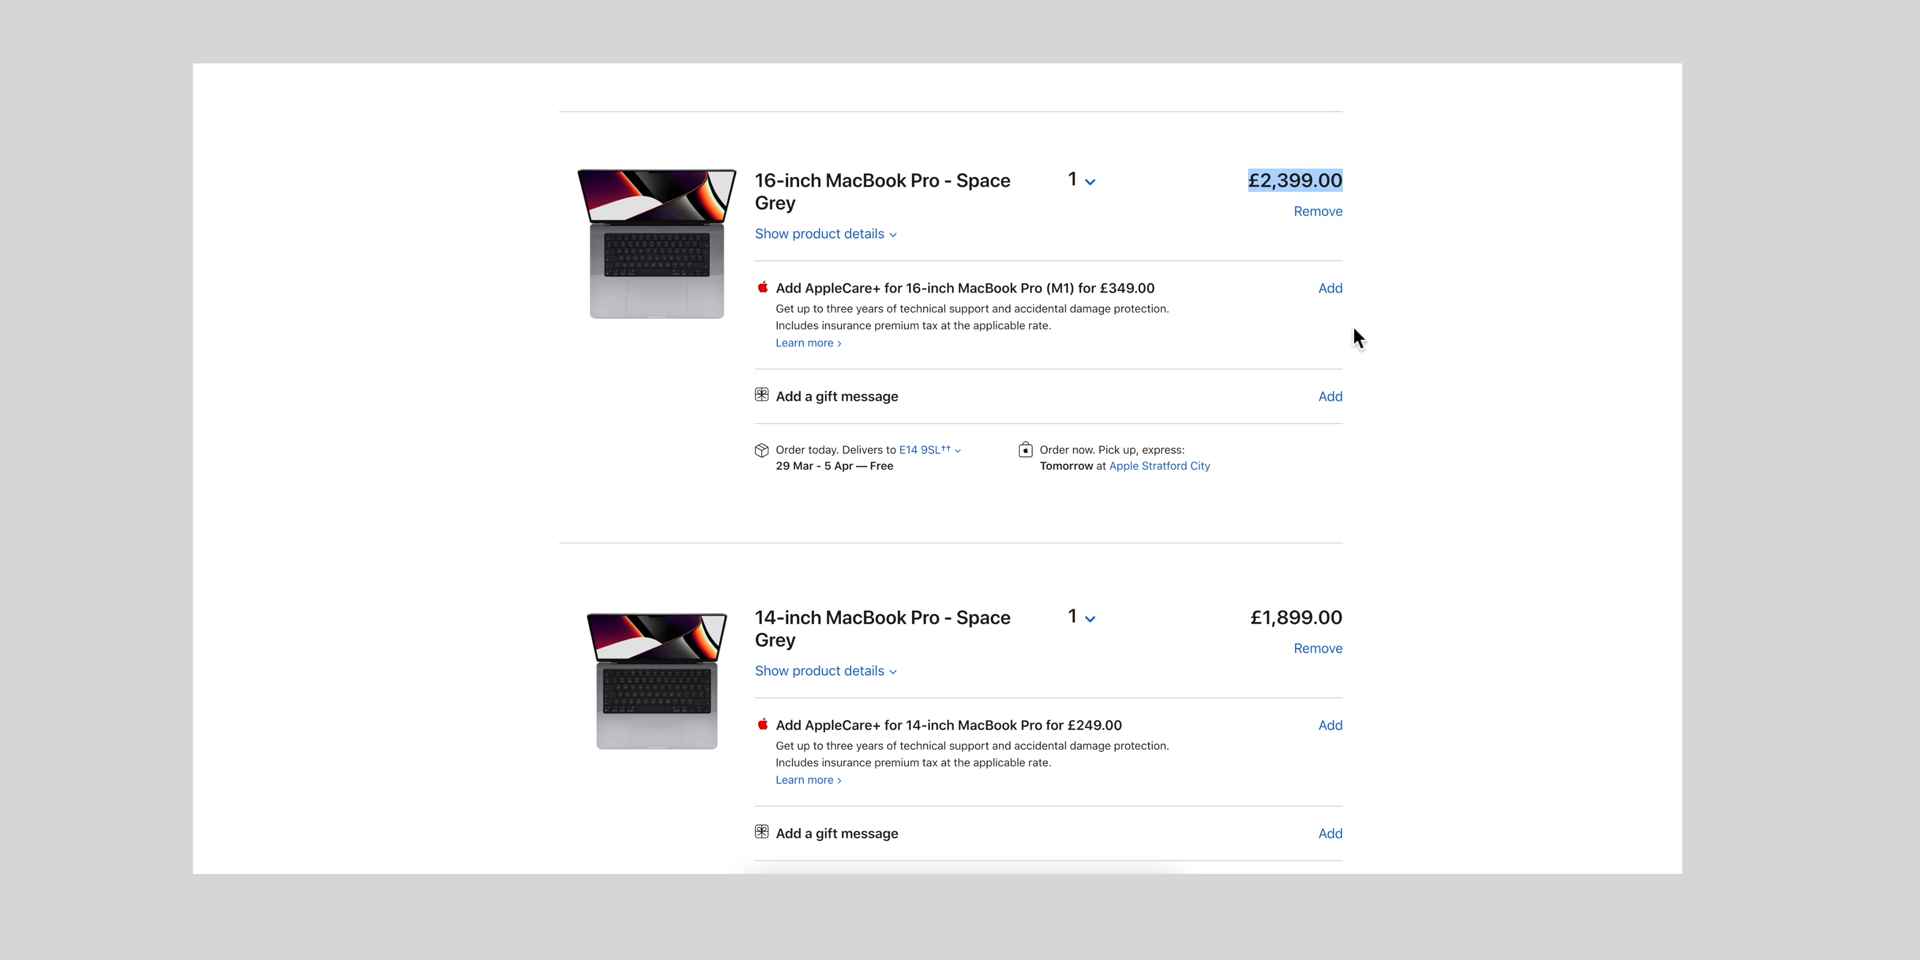 16-inch MacBook Pro - Space
Grey
1
£2,399.00
Remove
Show product details
Add AppleCare+ for 16-inch MacBook Pro (M1) for £349.00
Add
Get up to three years of technical support and accidental damage protection.
Includes insurance premium tax at the applicable rate.
Learn more ›
Add a gift message
Add
Order today. Delivers to E14 9SL††
29 Mar - 5 Apr — Free
Order now. Pick up, express:
Tomorrow at Apple Stratford City
14-inch MacBook Pro - Space
Grey
1
£1,899.00
Remove
Show product details
Add AppleCare+ for 14-inch MacBook Pro for £249.00
Add
Get up to three years of technical support and accidental damage protection.
Includes insurance premium tax at the applicable rate.
Learn more ›
Add a gift message
Add